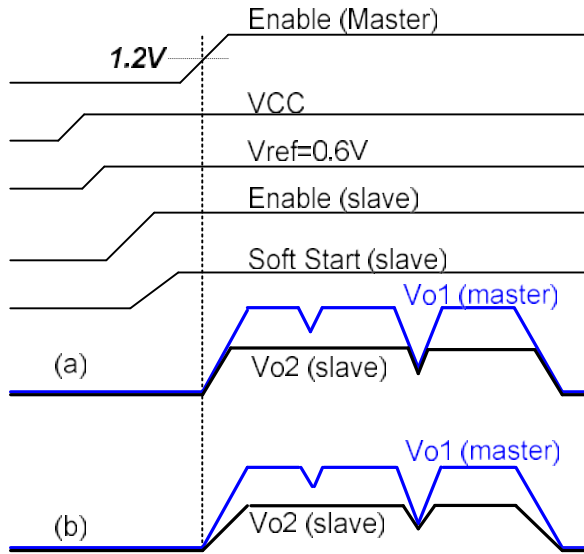 Enable (Master)
1.2V
VCC
Vref=0.6V
Enable (slave)
Soft Start (slave)
Vo1 (master)
(a)
Vo2 (slave)
Vo1 (master)
(b)
Vo2 (slave)